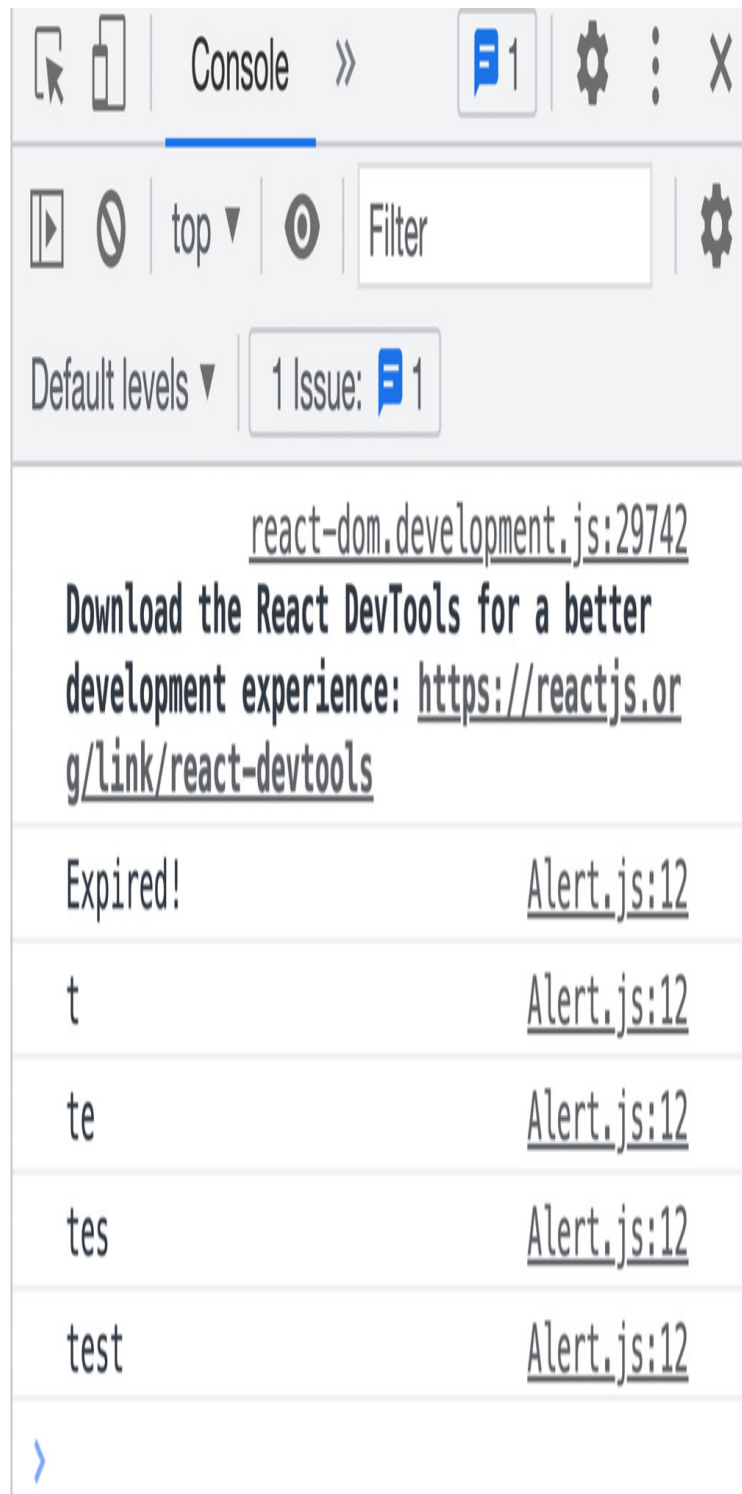 Console 1
top Filter
Default levels 1 Issue: 1
react-dom.development.js:29742
Download the React DevTools for a better
development experience: https://reactjs.or
g/link/react-devtools
Expired! Alert.js:12
t Alert.js:12
te Alert.js:12
tes Alert.js:12
test Alert.js:12